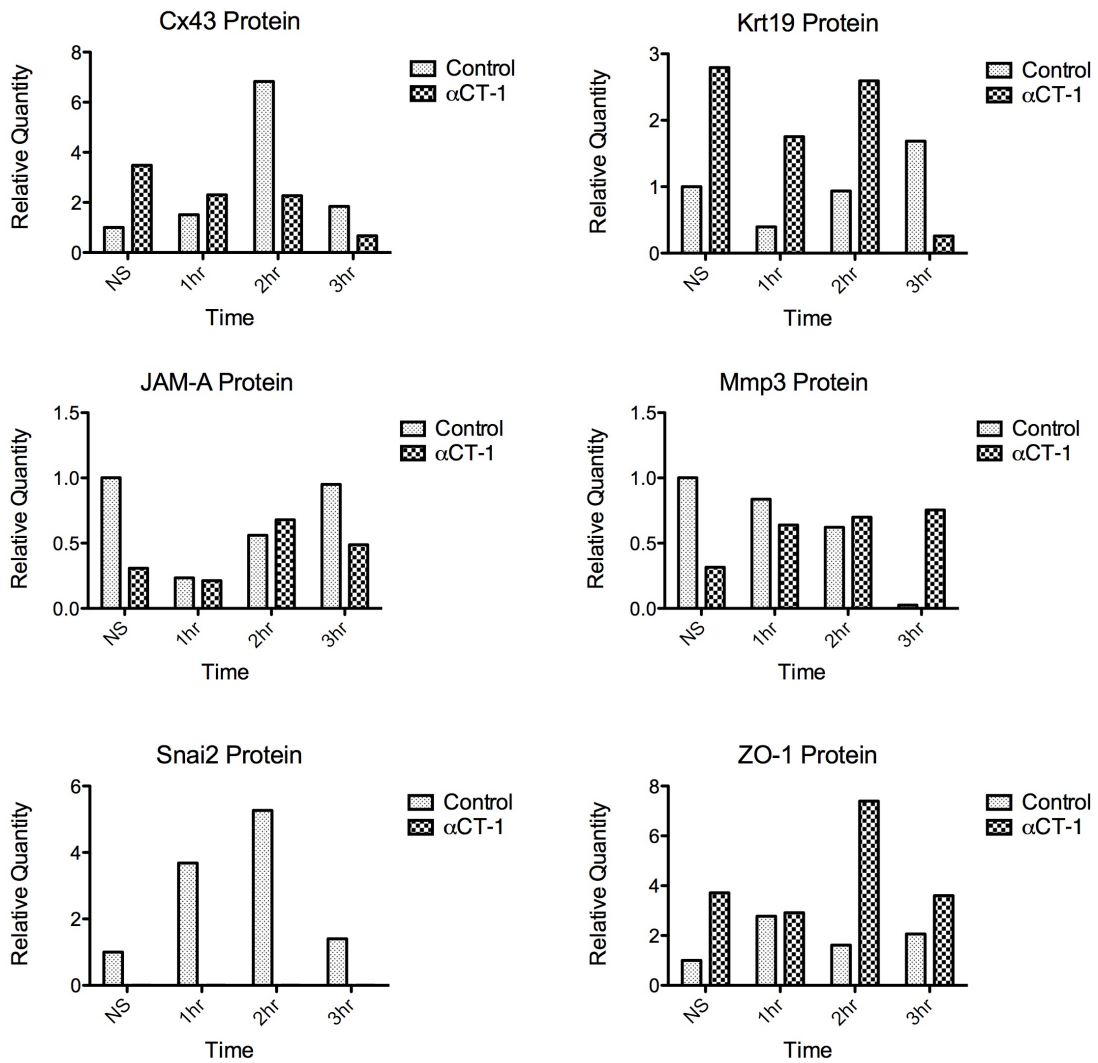 Cx43 Protein
8
6
4
2
0
Relative Quantity
NS
1hr
2hr
3hr
Time
Control
αCT-1
Krt19 Protein
3
2
1
0
Relative Quantity
NS
1hr
2hr
3hr
Time
Control
αCT-1
JAM-A Protein
1.5
1.0
0.5
0.0
Relative Quantity
NS
1hr
2hr
3hr
Time
Control
αCT-1
Mmp3 Protein
1.5
1.0
0.5
0.0
Relative Quantity
NS
1hr
2hr
3hr
Time
Control
αCT-1
Snai2 Protein
6
4
2
0
Relative Quantity
NS
1hr
2hr
3hr
Time
Control
αCT-1
ZO-1 Protein
8
6
4
2
0
Relative Quantity
NS
1hr
2hr
3hr
Time
Control
αCT-1